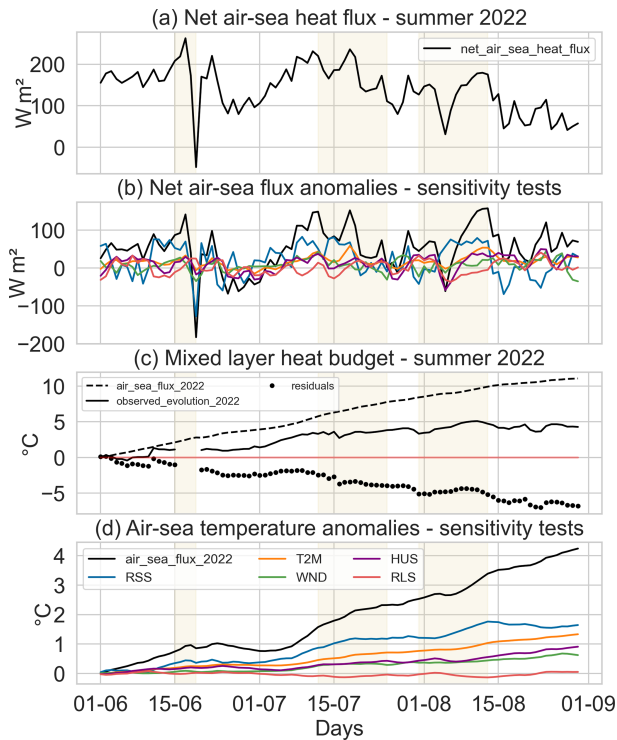 (a) Net air-sea heat flux - summer 2022
net_air_sea_heat_flux
200
100
0
W m²
(b) Net air-sea flux anomalies - sensitivity tests
100
0
−100
−200
W m²
(c) Mixed layer heat budget - summer 2022
air_sea_flux_2022
observed_evolution_2022
residuals
10
5
0
−5
°C
(d) Air-sea temperature anomalies - sensitivity tests
air_sea_flux_2022
RSS
T2M
WND
HUS
RLS
4
3
2
1
0
°C
01-06 15-06 01-07 15-07 01-08 15-08 01-09
Days